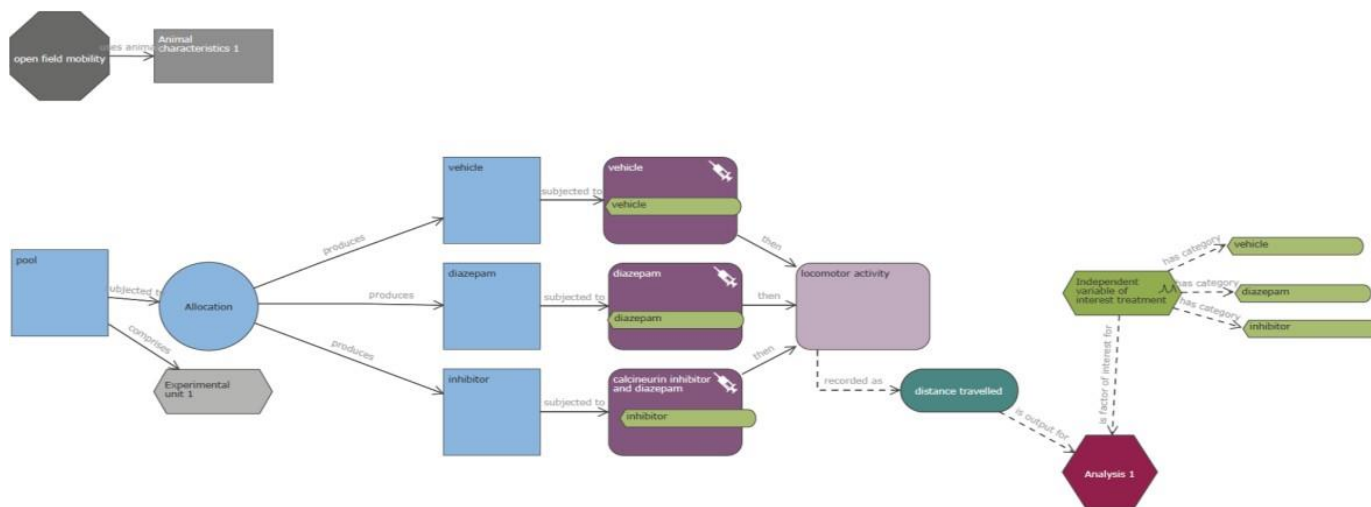 open field mobility
uses anima
Animal
characteristics 1
vehicle
subjected to
vehicle
vehicle
produces
then
pool
subjected to
Allocation
produces
diazepam
subjected to
diazepam
diazepam
then
locomotor activity
comprises
Experimental
unit 1
produces
inhibitor
subjected to
calcineurin inhibitor
and diazepam
inhibitor
then
recorded as
distance travelled
is output for
Independent
variable of
interest treatment
has category
vehicle
has category
diazepam
has category
inhibitor
is factor of interest for
Analysis 1